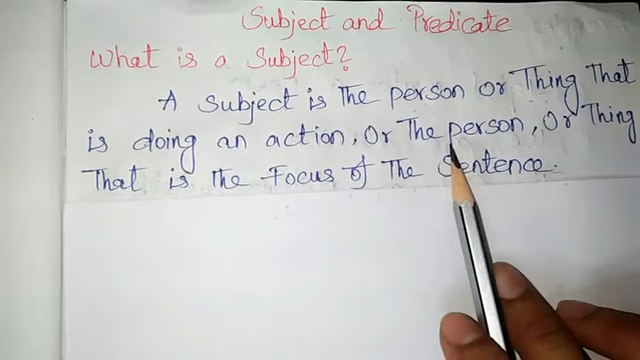 Subject and Predicate
What is a Subject?
A Subject is The person or Thing That
is doing an action, Or The person, Or Thing
That is the Focus of The Sentence.